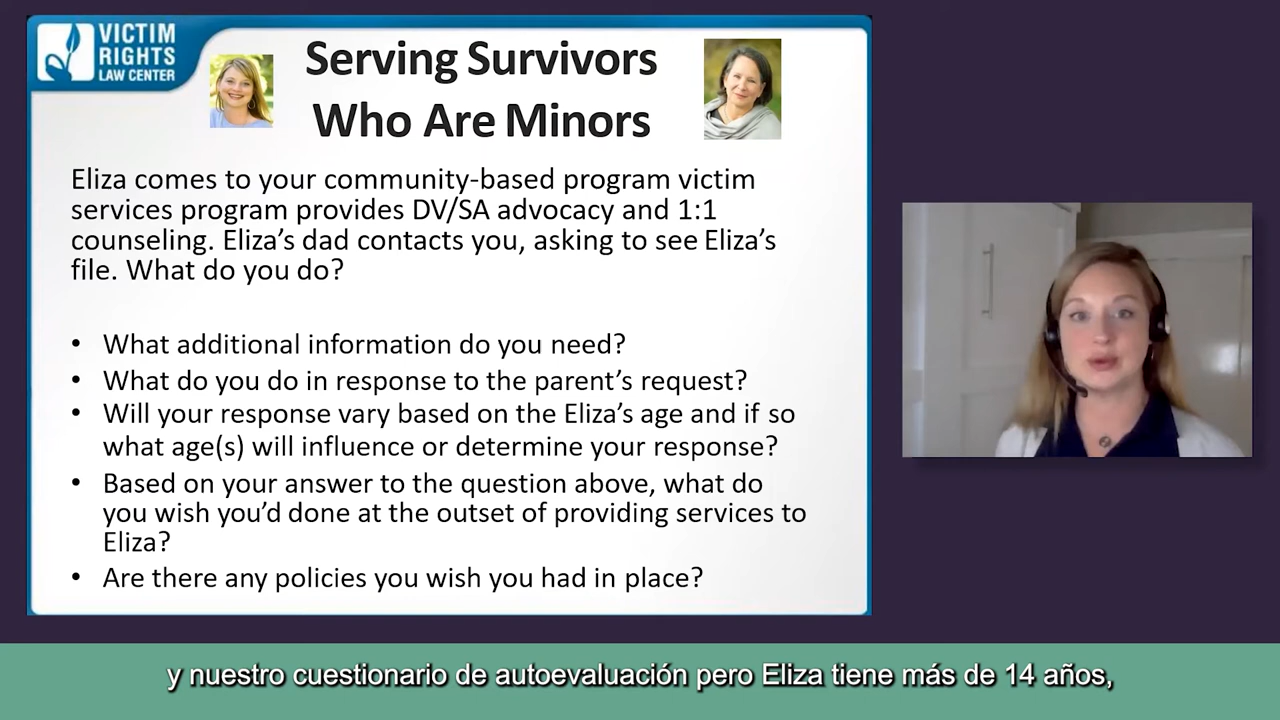 VICTIM
RIGHTS
LAW CENTER
Serving Survivors
Who Are Minors
Eliza comes to your community-based program victim
services program provides DV/SA advocacy and 1:1
counseling. Eliza’s dad contacts you, asking to see Eliza’s
file. What do you do?
• What additional information do you need?
• What do you do in response to the parent’s request?
• Will your response vary based on the Eliza’s age and if so
what age(s) will influence or determine your response?
• Based on your answer to the question above, what do
you wish you’d done at the outset of providing services to
Eliza?
• Are there any policies you wish you had in place?
y nuestro cuestionario de autoevaluación pero Eliza tiene más de 14 años,